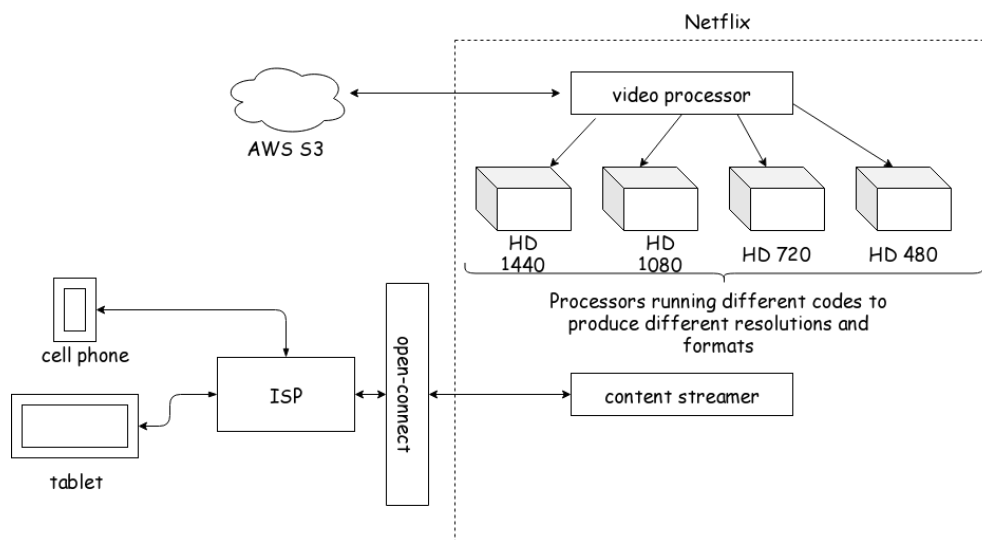 Netflix
video processor
AWS S3
HD
1440
HD
1080
HD 720
HD 480
Processors running different codes to
produce different resolutions and
formats
cell phone
ISP
open-connect
content streamer
tablet